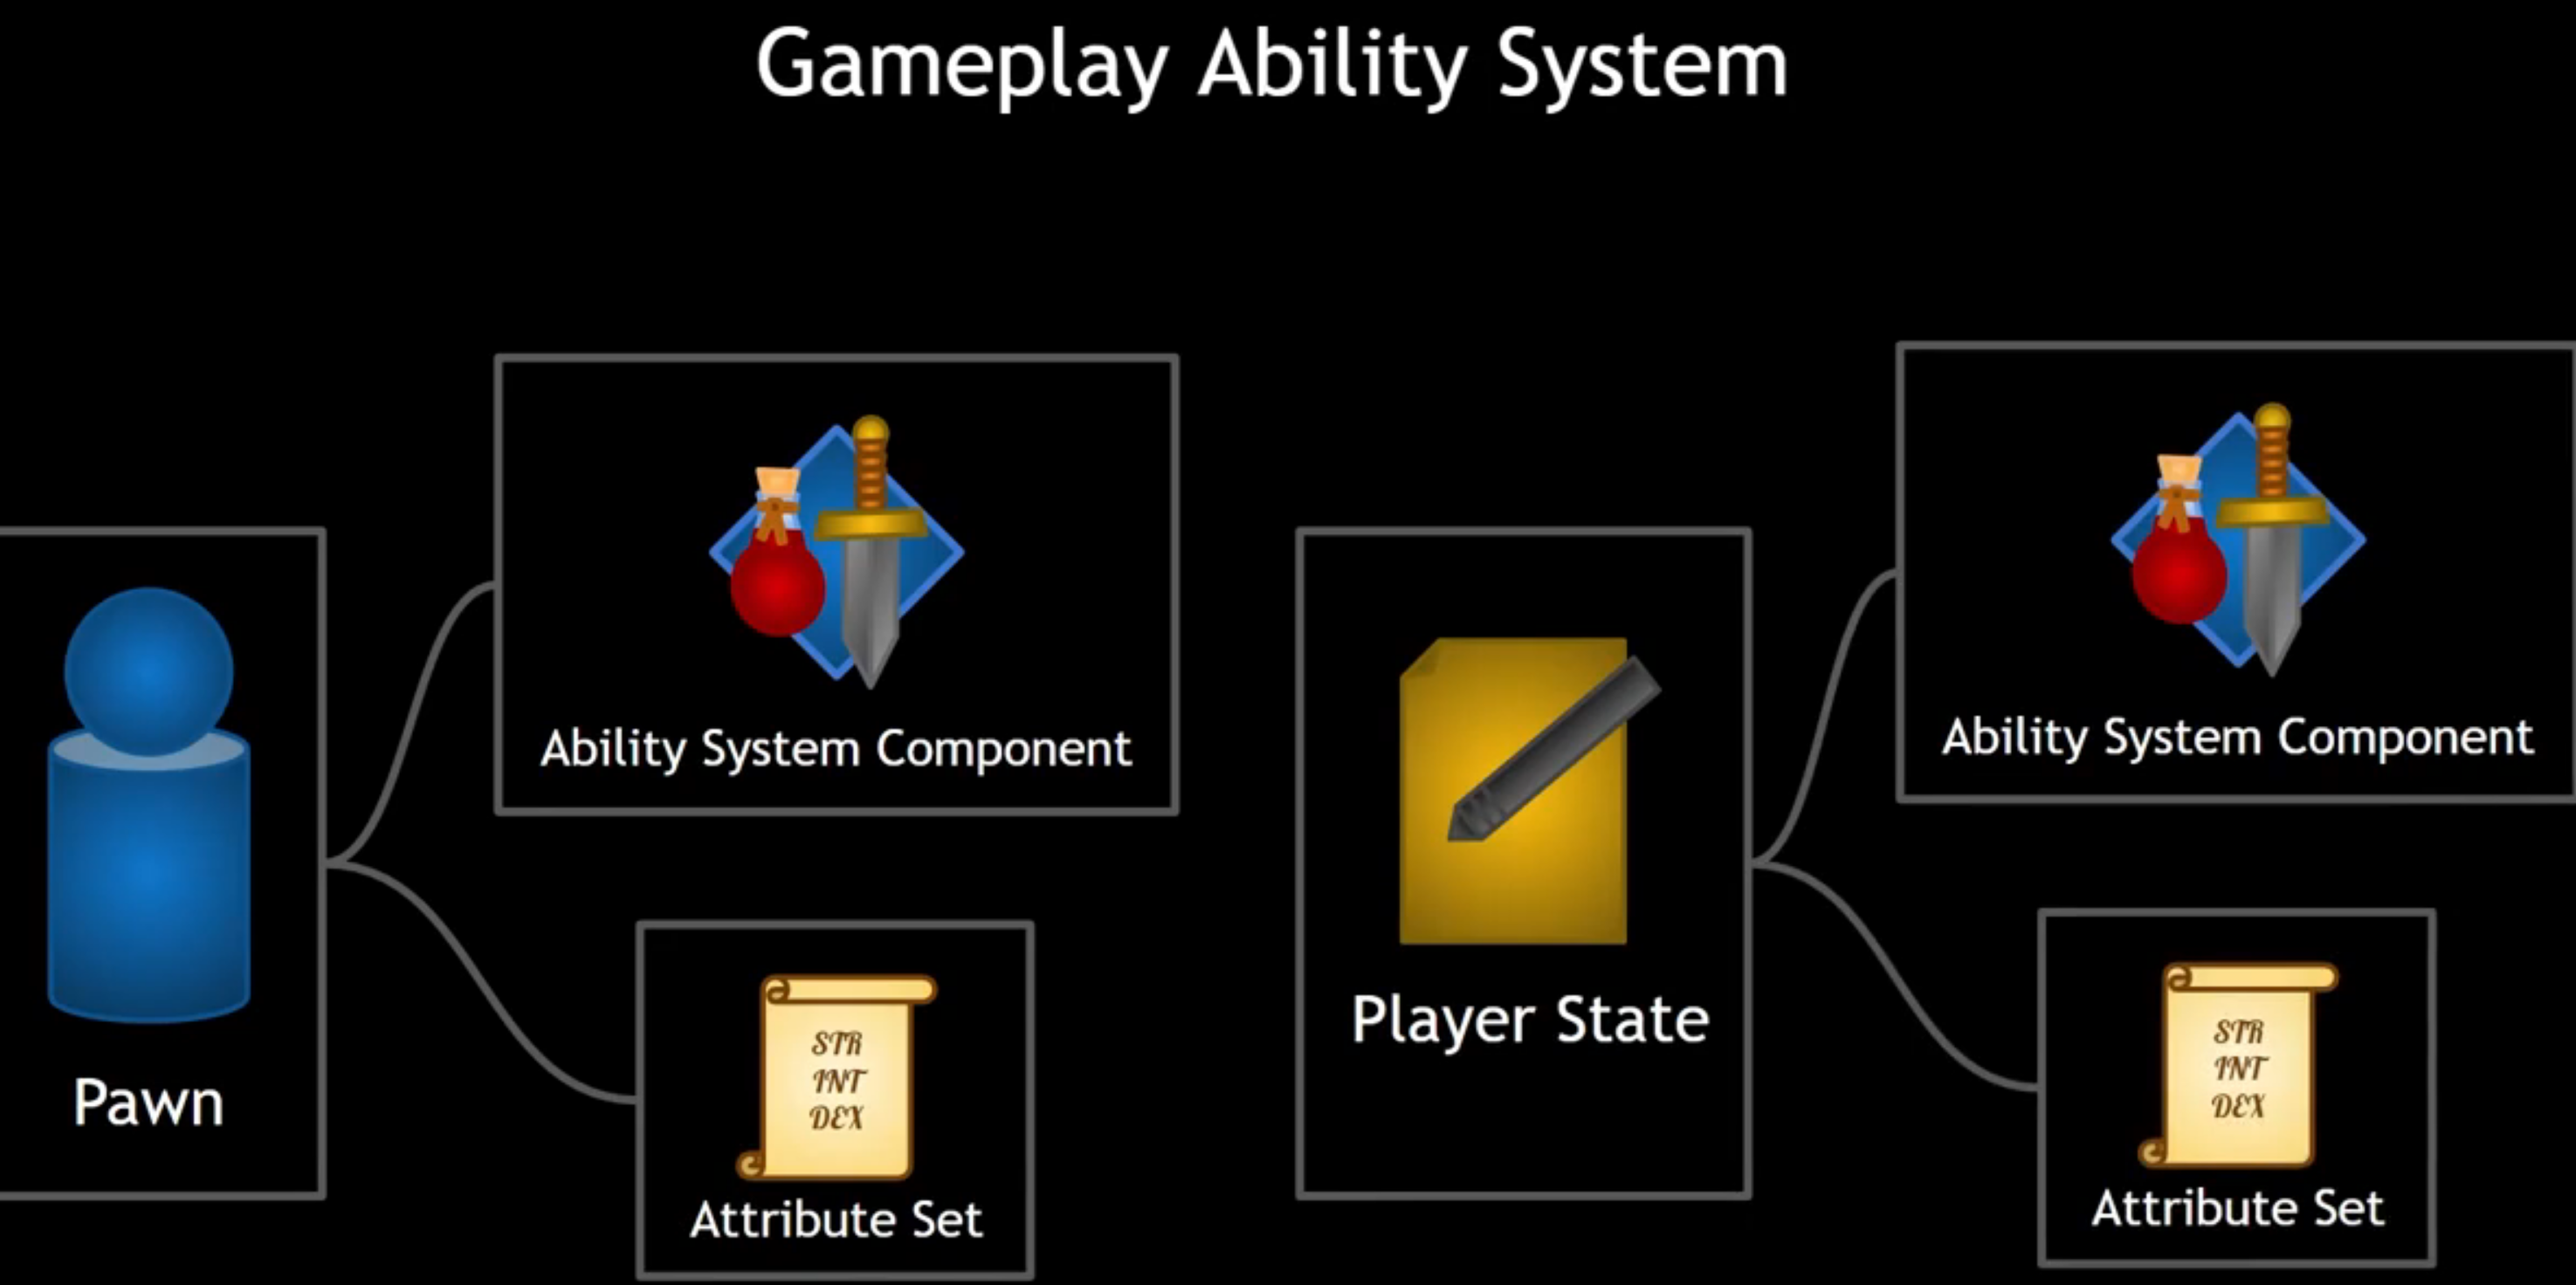 Gameplay Ability System
Pawn
Ability System Component
STR
INT
DEX
Attribute Set
Player State
Ability System Component
STR
INT
DEX
Attribute Set